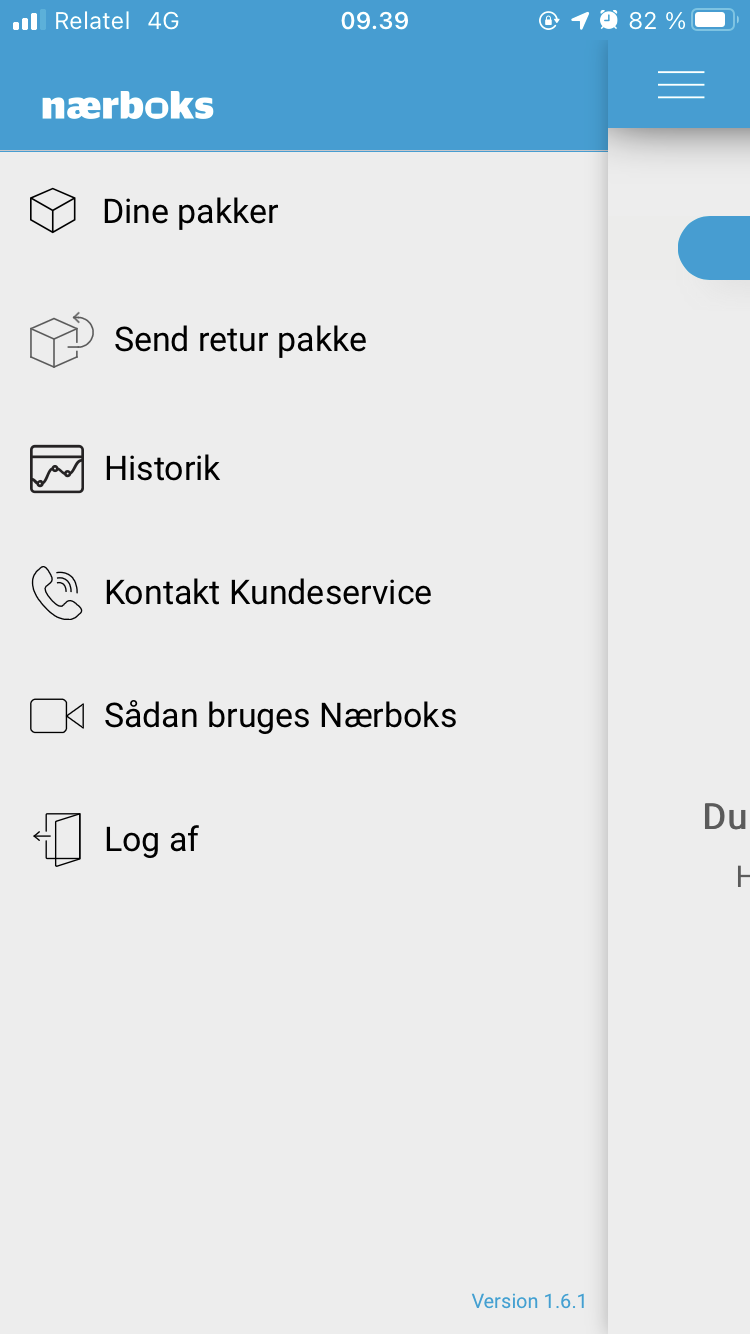 Relatel 4G 09.39 82 %
nærboks
Dine pakker
Send retur pakke
Historik
Kontakt Kundeservice
Sådan bruges Nærboks
Log af
Du
H
Version 1.6.1